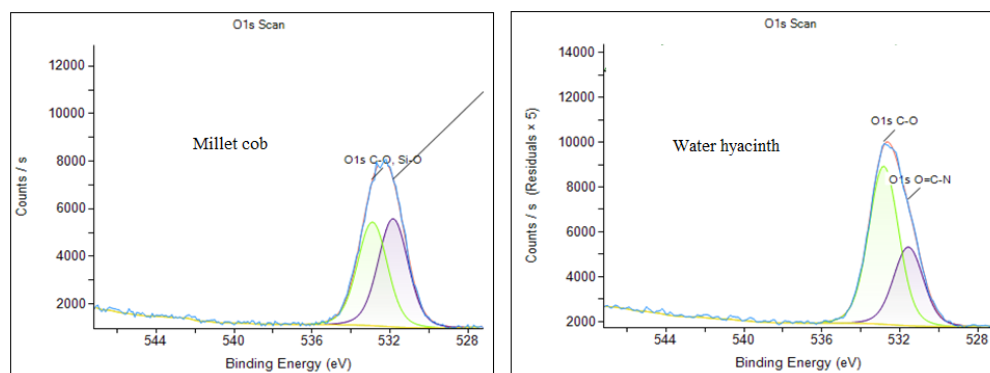 O1s Scan
Counts / s
12000
10000
8000
6000
4000
2000
Millet cob
O1s C-O, Si-O
544
540
536
532
528
Binding Energy (eV)
O1s Scan
Counts / s (Residuals × 5)
14000
12000
10000
8000
6000
4000
2000
Water hyacinth
O1s C-O
O1s O=C-N
544
540
536
532
528
Binding Energy (eV)